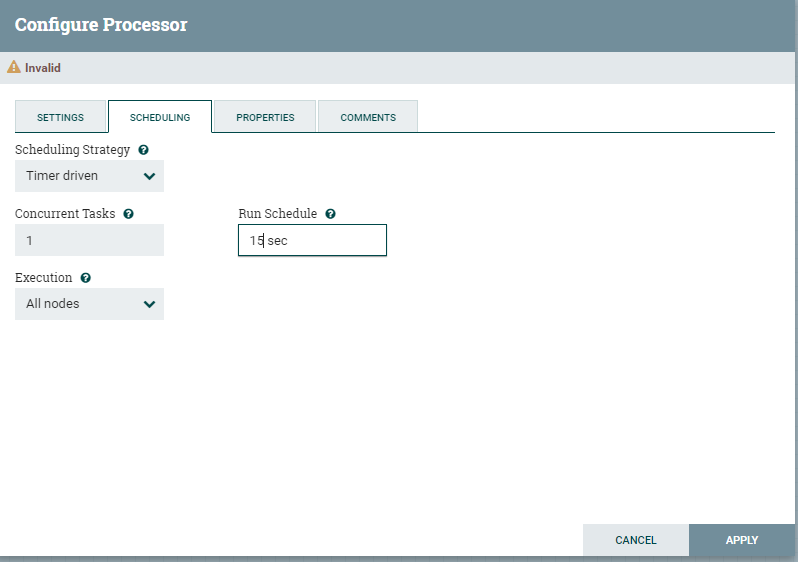 Configure Processor
Invalid
SETTINGS SCHEDULING PROPERTIES COMMENTS
Scheduling Strategy
Timer driven
Concurrent Tasks Run Schedule
1 15 sec
Execution
All nodes
CANCEL APPLY